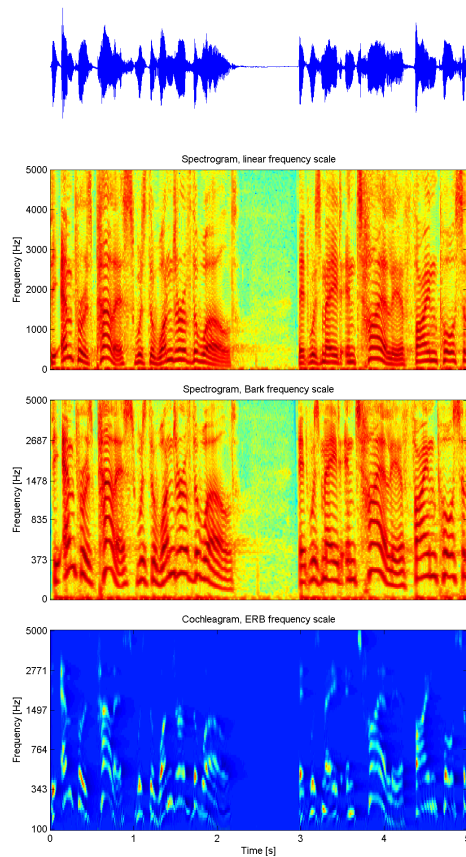 Spectrogram, linear frequency scale
5000
4000
3000
2000
1000
0
Frequency [Hz]
Spectrogram, Bark frequency scale
5000
2687
1478
835
373
0
Frequency [Hz]
Cochleagram, ERB frequency scale
5000
2771
1497
764
343
100
Frequency [Hz]
0 1 2 3 4 5
Time [s]